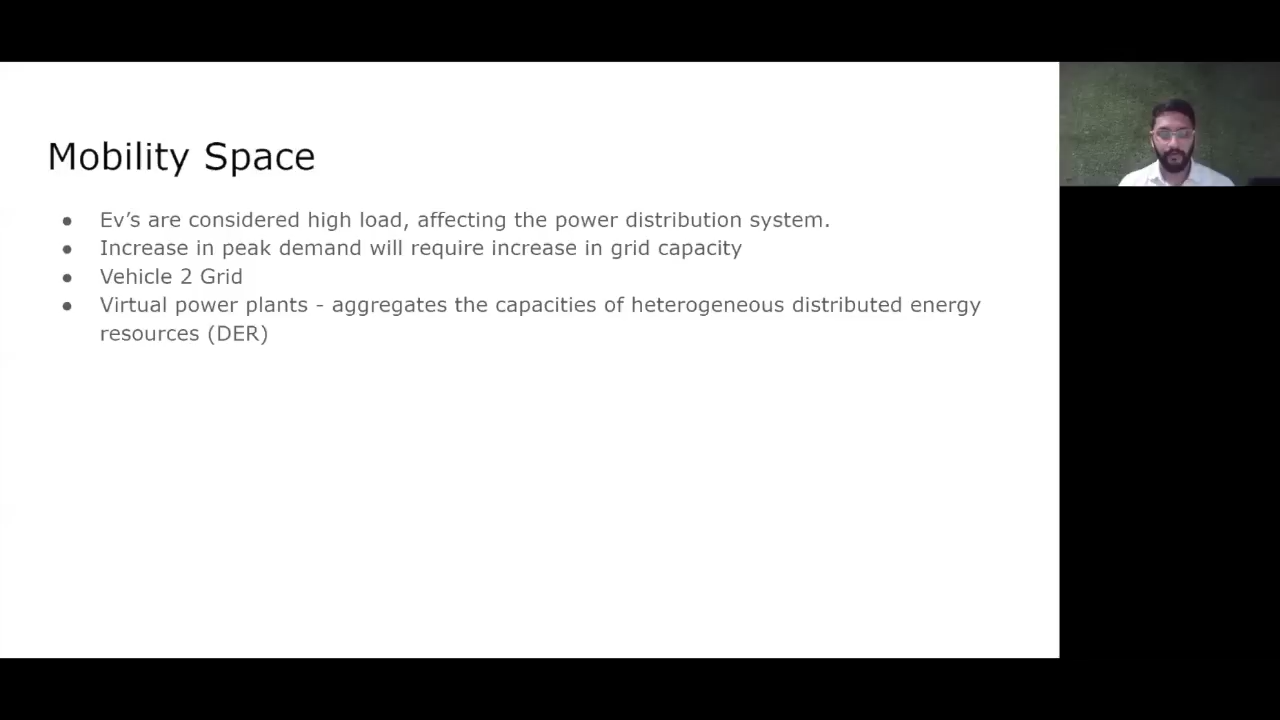 Mobility Space
● Ev’s are considered high load, affecting the power distribution system.
● Increase in peak demand will require increase in grid capacity
● Vehicle 2 Grid
● Virtual power plants - aggregates the capacities of heterogeneous distributed energy
resources (DER)